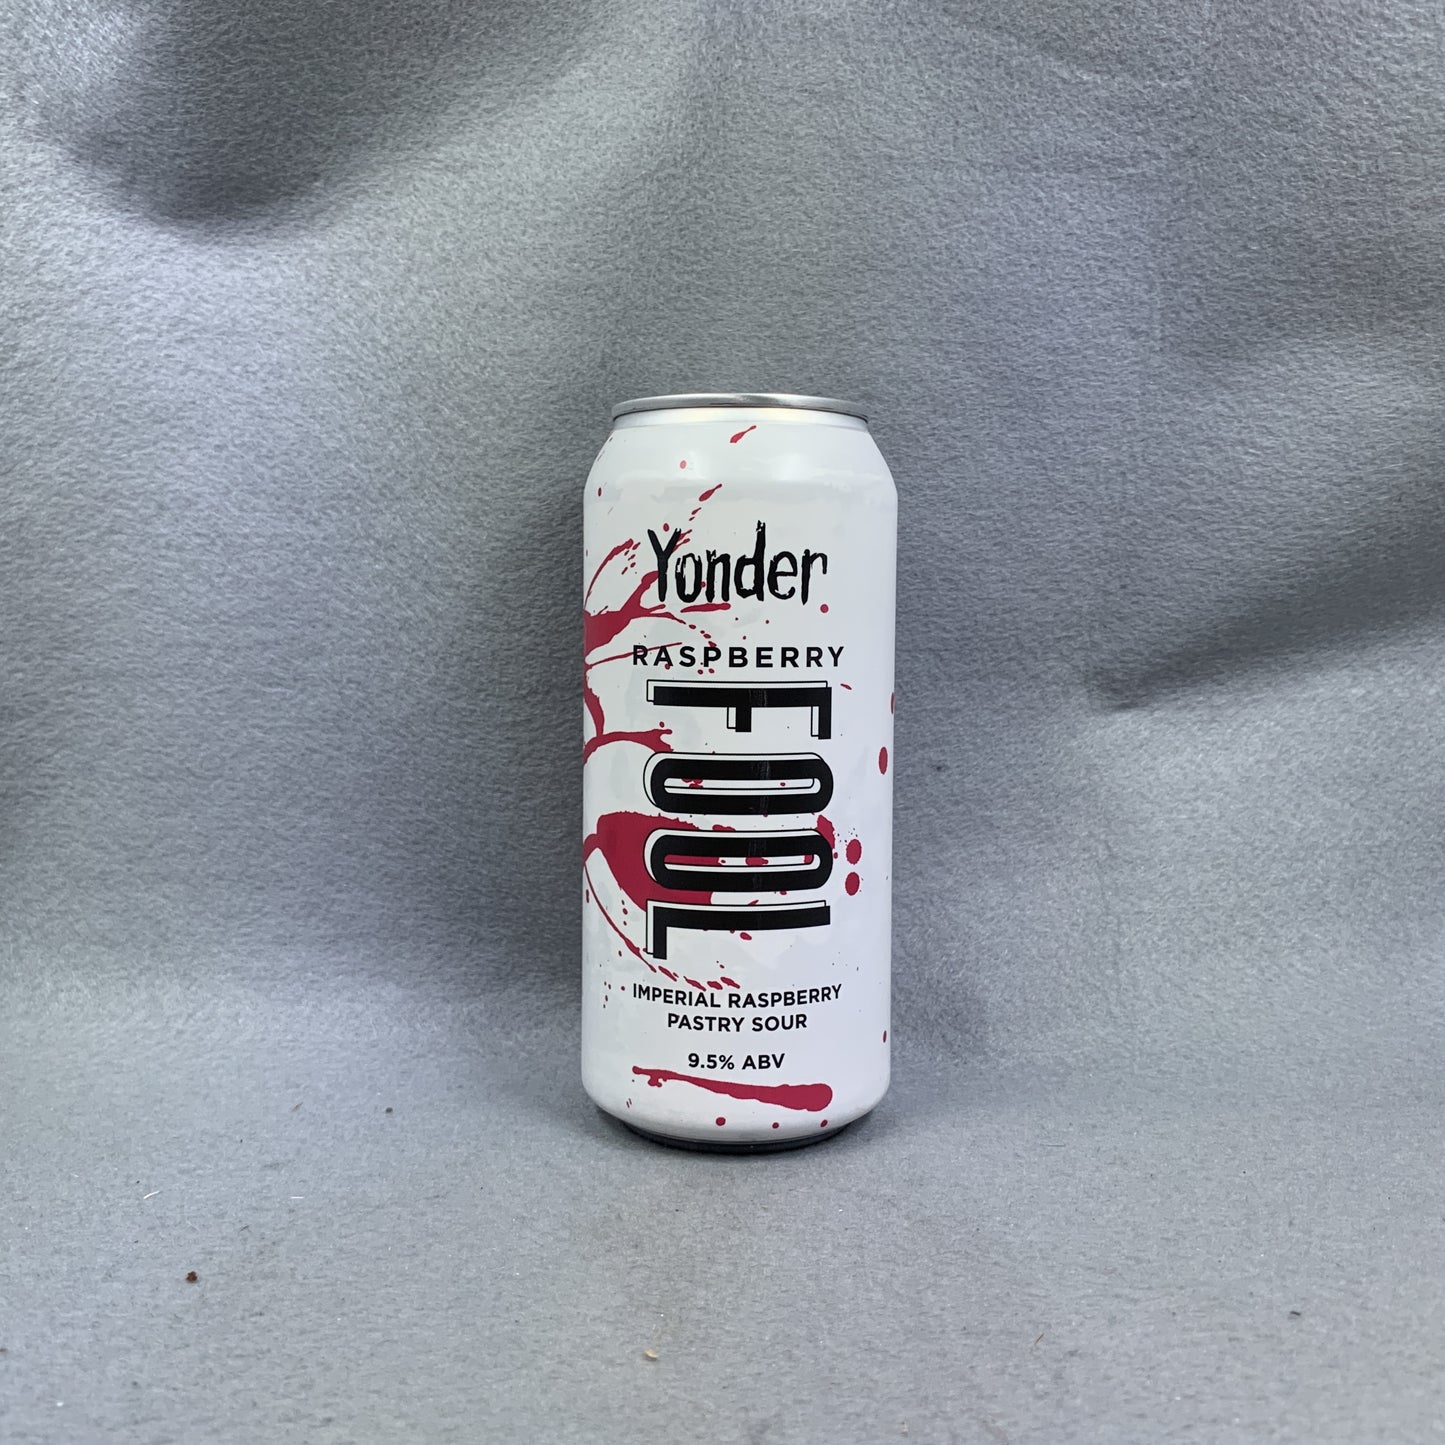 Yonder
RASPBERRY
FOOL
IMPERIAL RASPBERRY
PASTRY SOUR
9.5% ABV